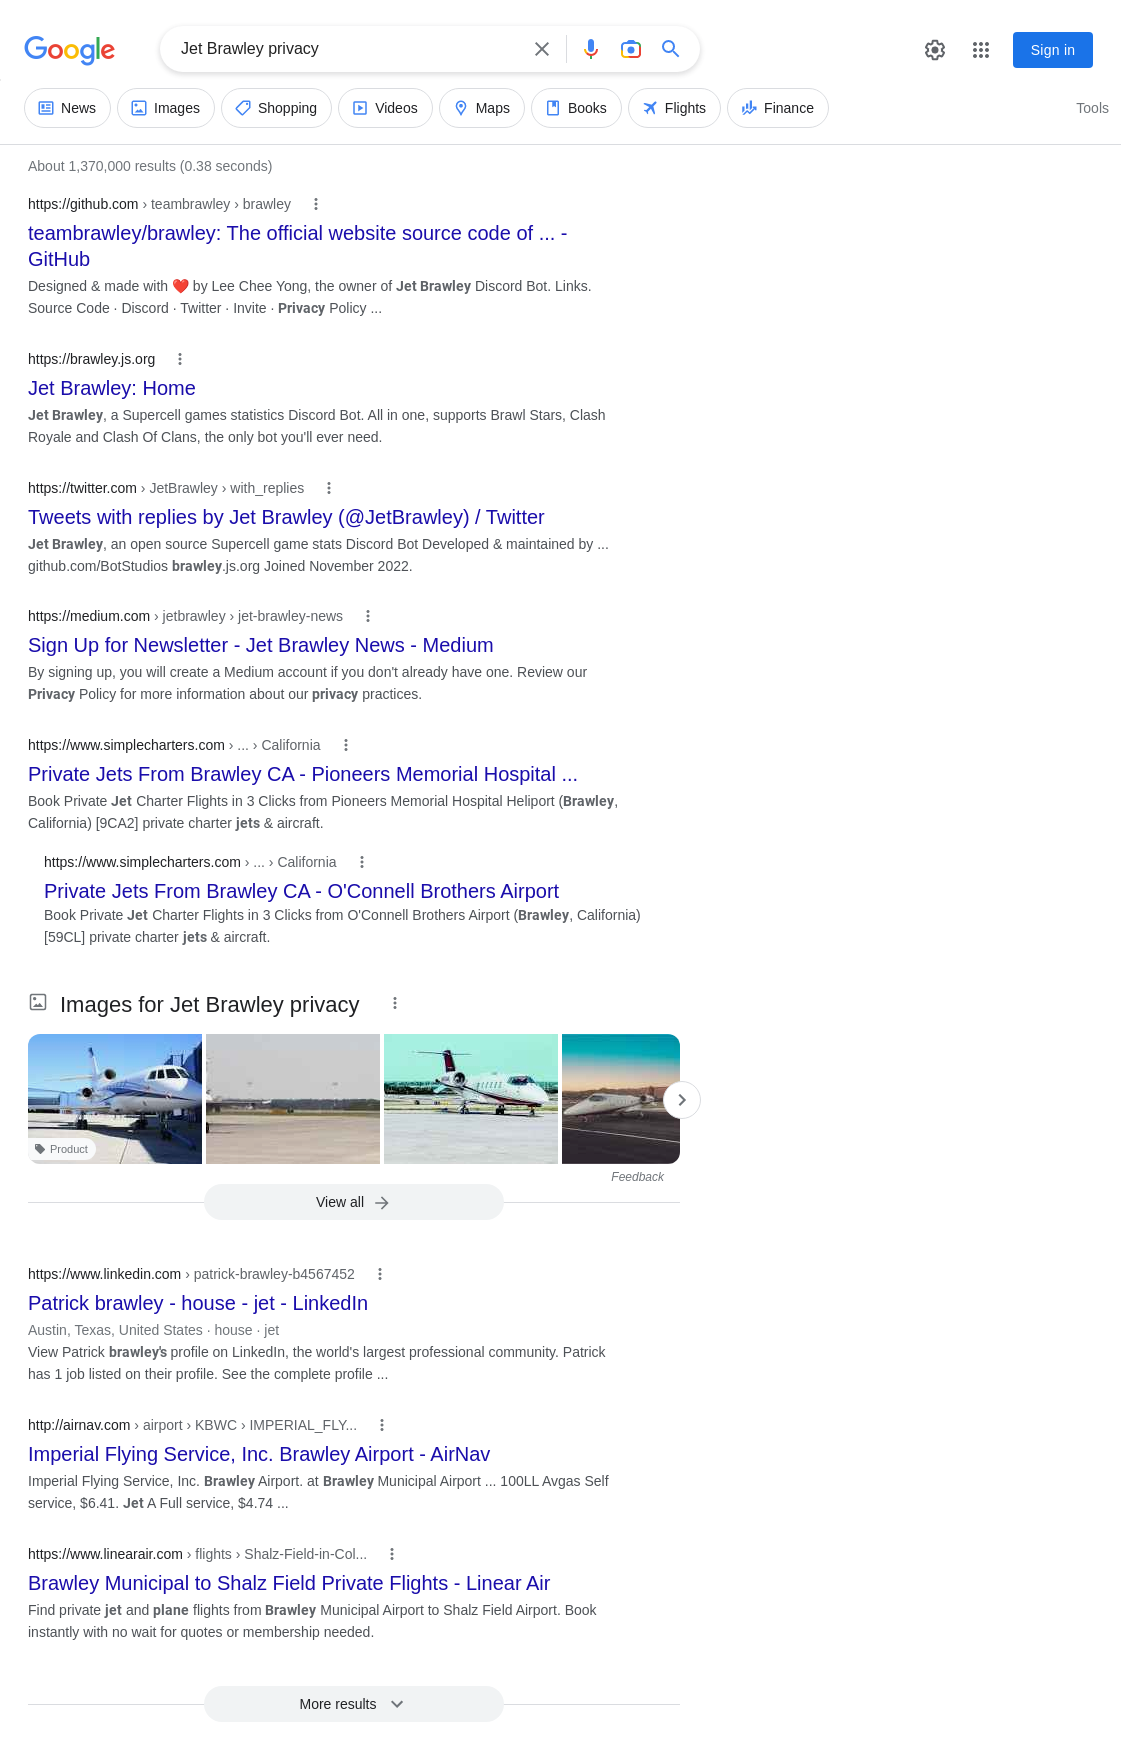 Google
Jet Brawley privacy
Sign in
News
Images
Shopping
Videos
Maps
Books
Flights
Finance
Tools
About 1,370,000 results (0.38 seconds)
https://github.com › teambrawley › brawley
teambrawley/brawley: The official website source code of ... -
GitHub
Designed & made with ❤️ by Lee Chee Yong, the owner of Jet Brawley Discord Bot. Links.
Source Code · Discord · Twitter · Invite · Privacy Policy ...
https://brawley.js.org
Jet Brawley: Home
Jet Brawley, a Supercell games statistics Discord Bot. All in one, supports Brawl Stars, Clash
Royale and Clash Of Clans, the only bot you'll ever need.
https://twitter.com › JetBrawley › with_replies
Tweets with replies by Jet Brawley (@JetBrawley) / Twitter
Jet Brawley, an open source Supercell game stats Discord Bot Developed & maintained by ...
github.com/BotStudios brawley.js.org Joined November 2022.
https://medium.com › jetbrawley › jet-brawley-news
Sign Up for Newsletter - Jet Brawley News - Medium
By signing up, you will create a Medium account if you don't already have one. Review our
Privacy Policy for more information about our privacy practices.
https://www.simplecharters.com › ... › California
Private Jets From Brawley CA - Pioneers Memorial Hospital ...
Book Private Jet Charter Flights in 3 Clicks from Pioneers Memorial Hospital Heliport (Brawley,
California) [9CA2] private charter jets & aircraft.
https://www.simplecharters.com › ... › California
Private Jets From Brawley CA - O'Connell Brothers Airport
Book Private Jet Charter Flights in 3 Clicks from O'Connell Brothers Airport (Brawley, California)
[59CL] private charter jets & aircraft.
Images for Jet Brawley privacy
Product
Feedback
View all
https://www.linkedin.com › patrick-brawley-b4567452
Patrick brawley - house - jet - LinkedIn
Austin, Texas, United States · house · jet
View Patrick brawley's profile on LinkedIn, the world's largest professional community. Patrick
has 1 job listed on their profile. See the complete profile ...
http://airnav.com › airport › KBWC › IMPERIAL_FLY...
Imperial Flying Service, Inc. Brawley Airport - AirNav
Imperial Flying Service, Inc. Brawley Airport. at Brawley Municipal Airport ... 100LL Avgas Self
service, $6.41. Jet A Full service, $4.74 ...
https://www.linearair.com › flights › Shalz-Field-in-Col...
Brawley Municipal to Shalz Field Private Flights - Linear Air
Find private jet and plane flights from Brawley Municipal Airport to Shalz Field Airport. Book
instantly with no wait for quotes or membership needed.
More results